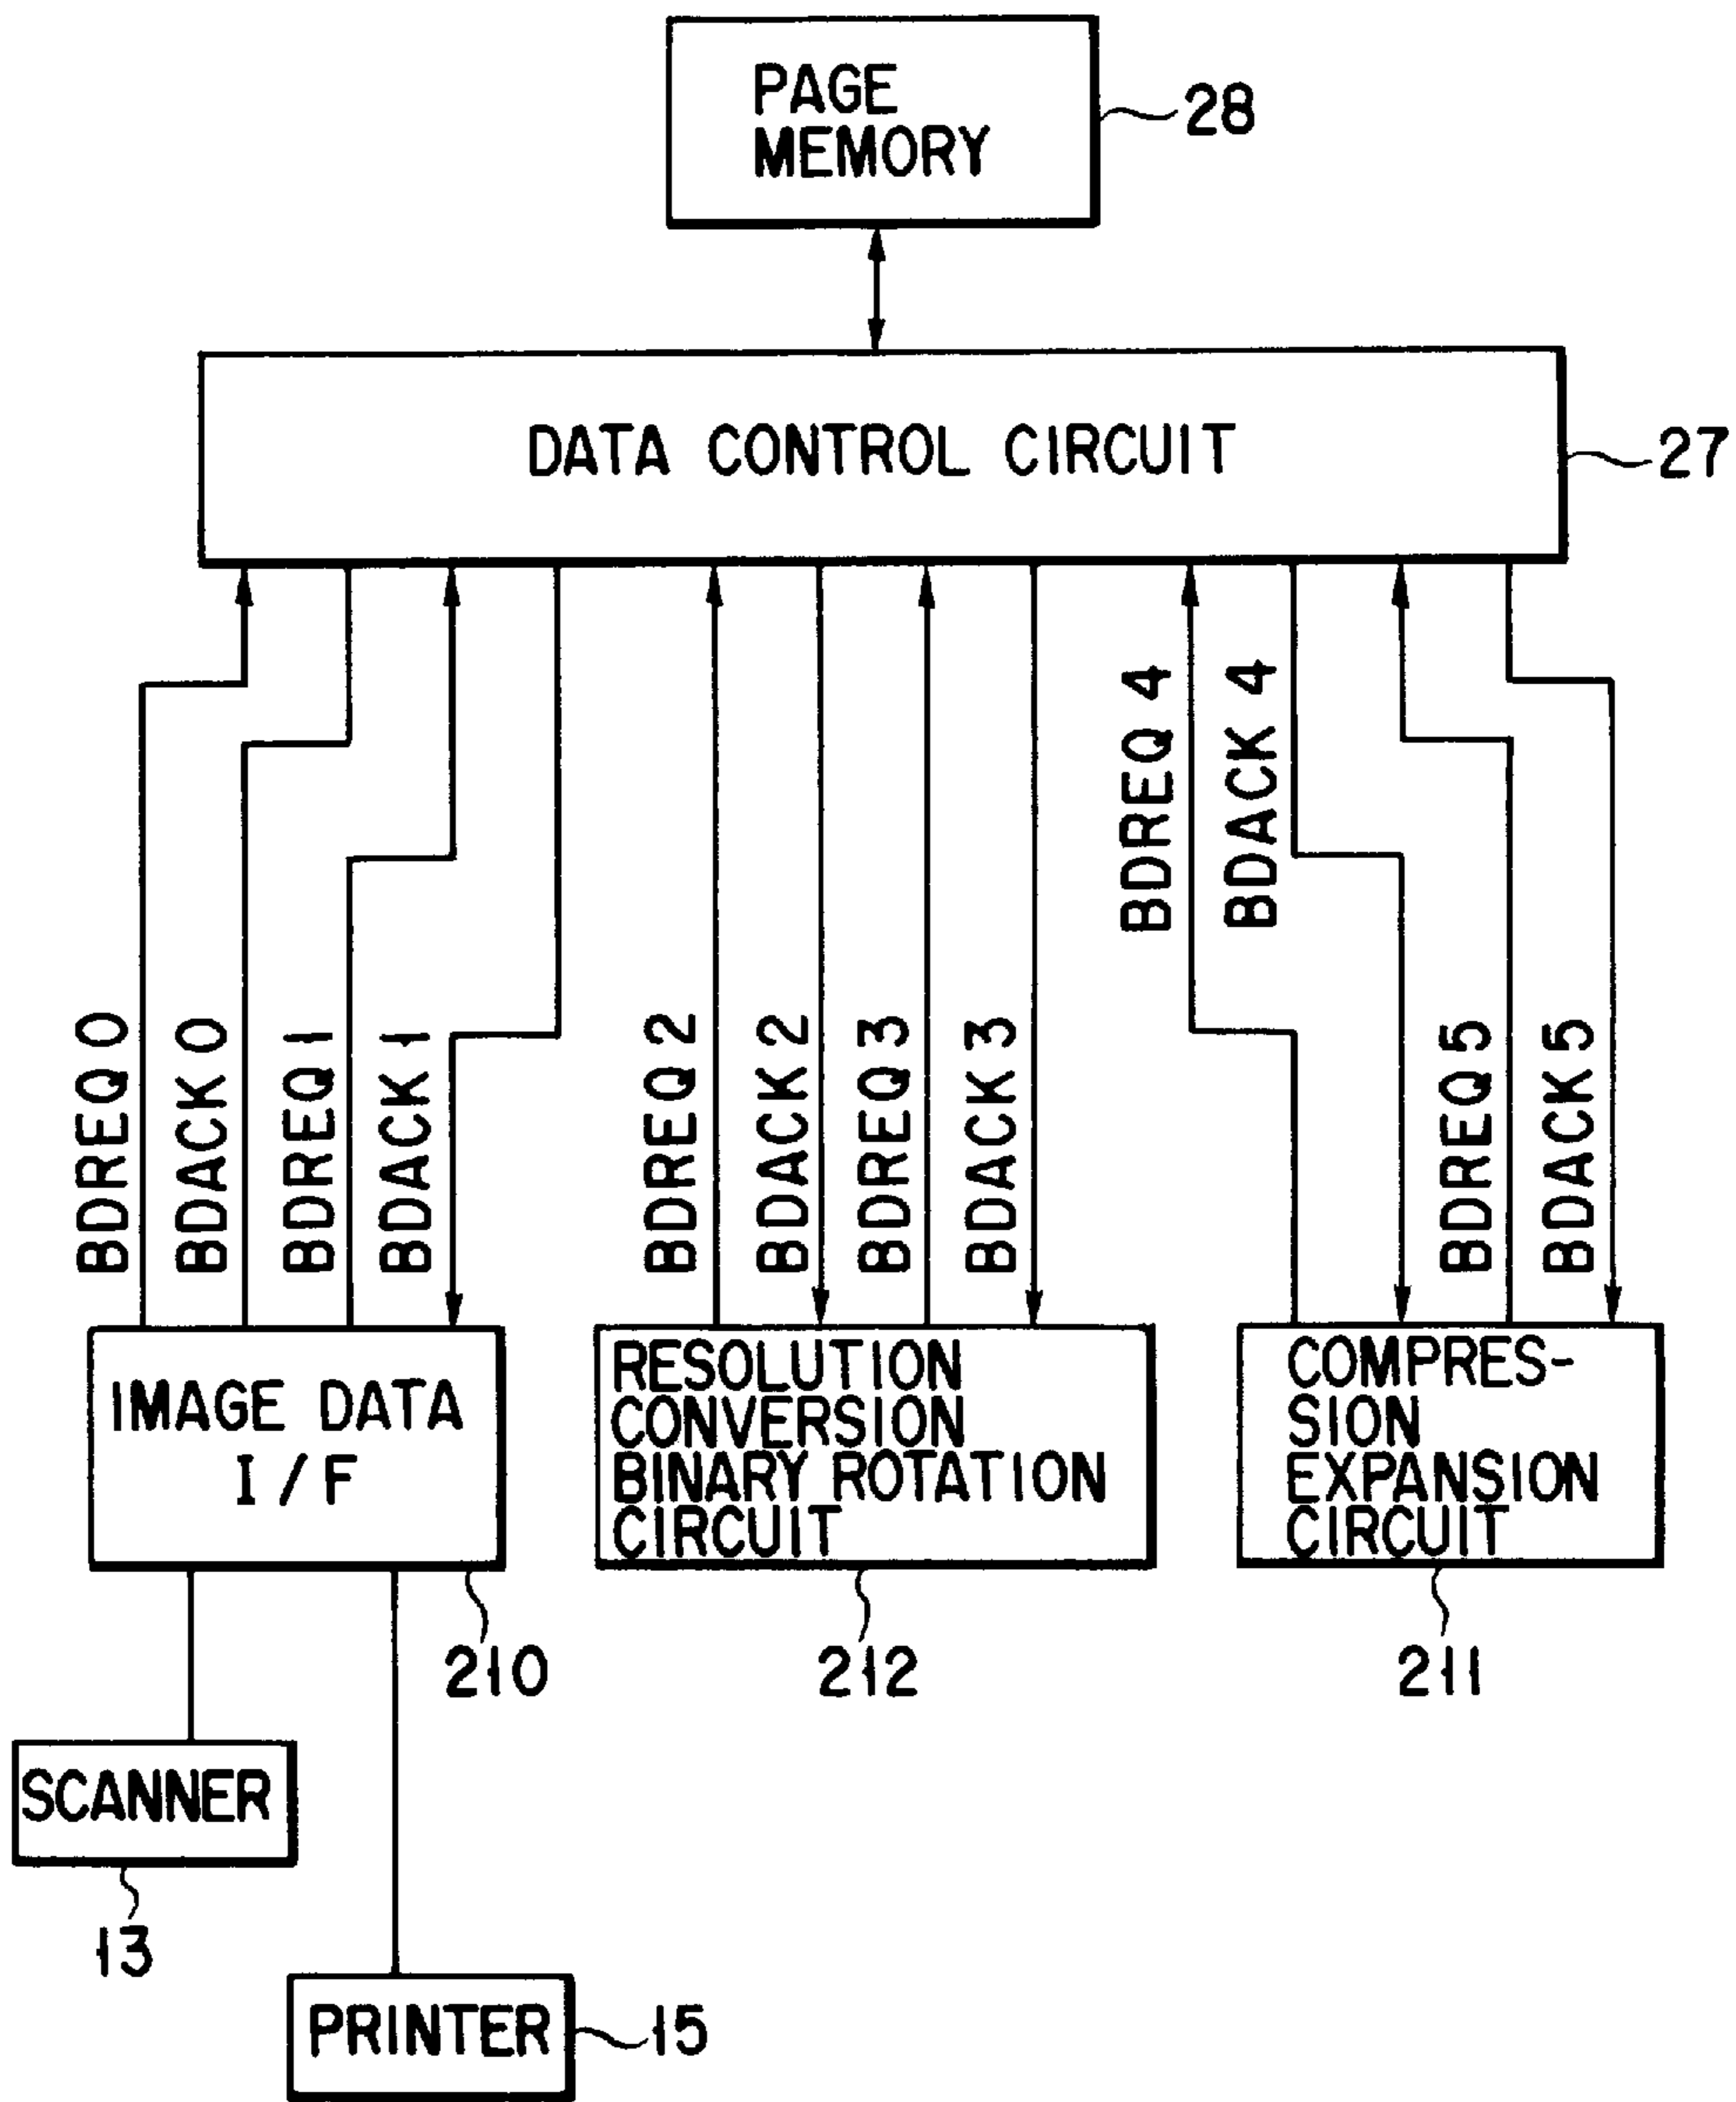 PAGE
MEMORY
28
DATA CONTROL CIRCUIT
27
BDREQ 0
BDACK 0
BDREQ 1
BDACK 1
BDREQ 2
BDACK 2
BDREQ 3
BDACK 3
BDREQ 4
BDACK 4
BDREQ 5
BDACK 5
IMAGE DATA
I/F
210
RESOLUTION
CONVERSION
BINARY ROTATION
CIRCUIT
212
COMPRES-
SION
EXPANSION
CIRCUIT
211
SCANNER
13
PRINTER
15